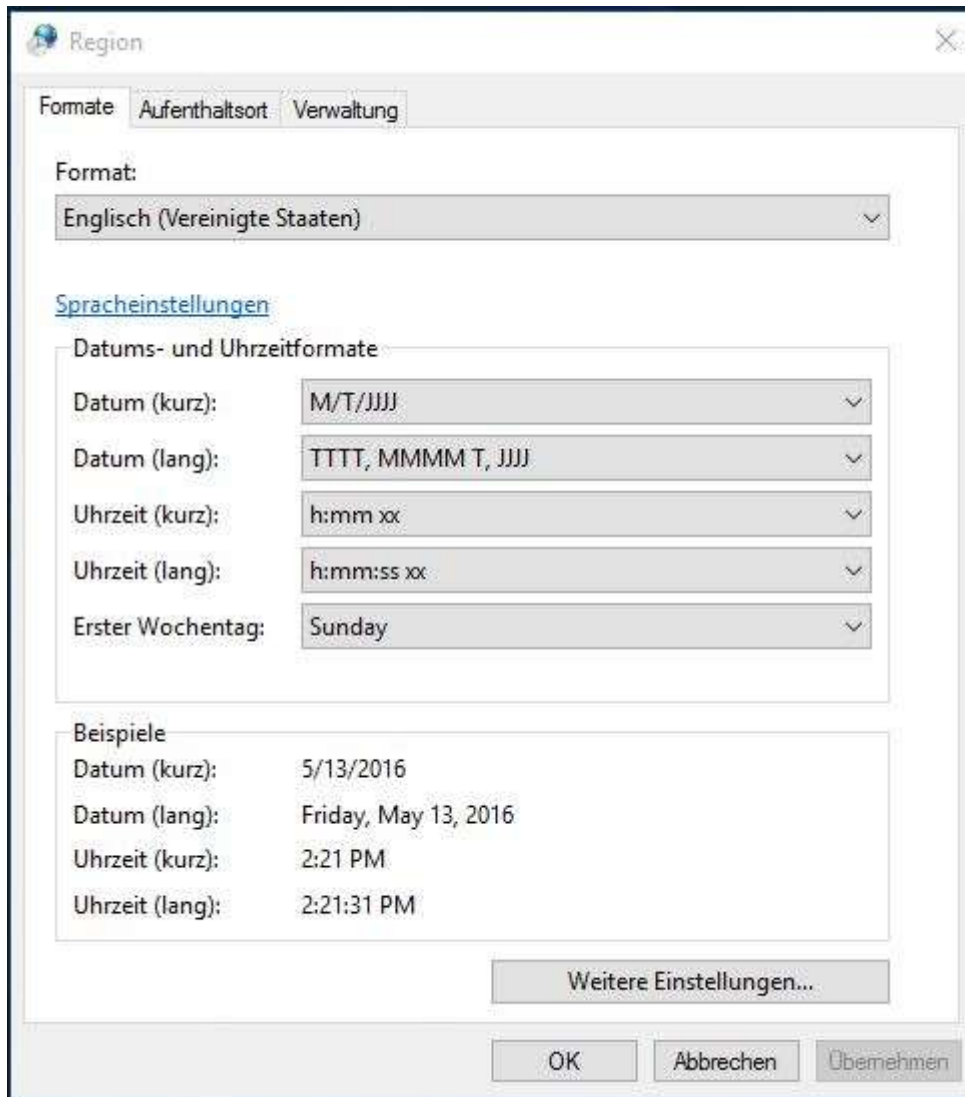 Region
Formate Aufenthaltsort Verwaltung
Format:
Englisch (Vereinigte Staaten)
Spracheinstellungen
Datums- und Uhrzeitformate
Datum (kurz): M/T/JJJJ
Datum (lang): TTTT, MMMM T, JJJJ
Uhrzeit (kurz): h:mm xx
Uhrzeit (lang): h:mm:ss xx
Erster Wochentag: Sunday
Beispiele
Datum (kurz): 5/13/2016
Datum (lang): Friday, May 13, 2016
Uhrzeit (kurz): 2:21 PM
Uhrzeit (lang): 2:21:31 PM
Weitere Einstellungen...
OK Abbrechen Übernehmen